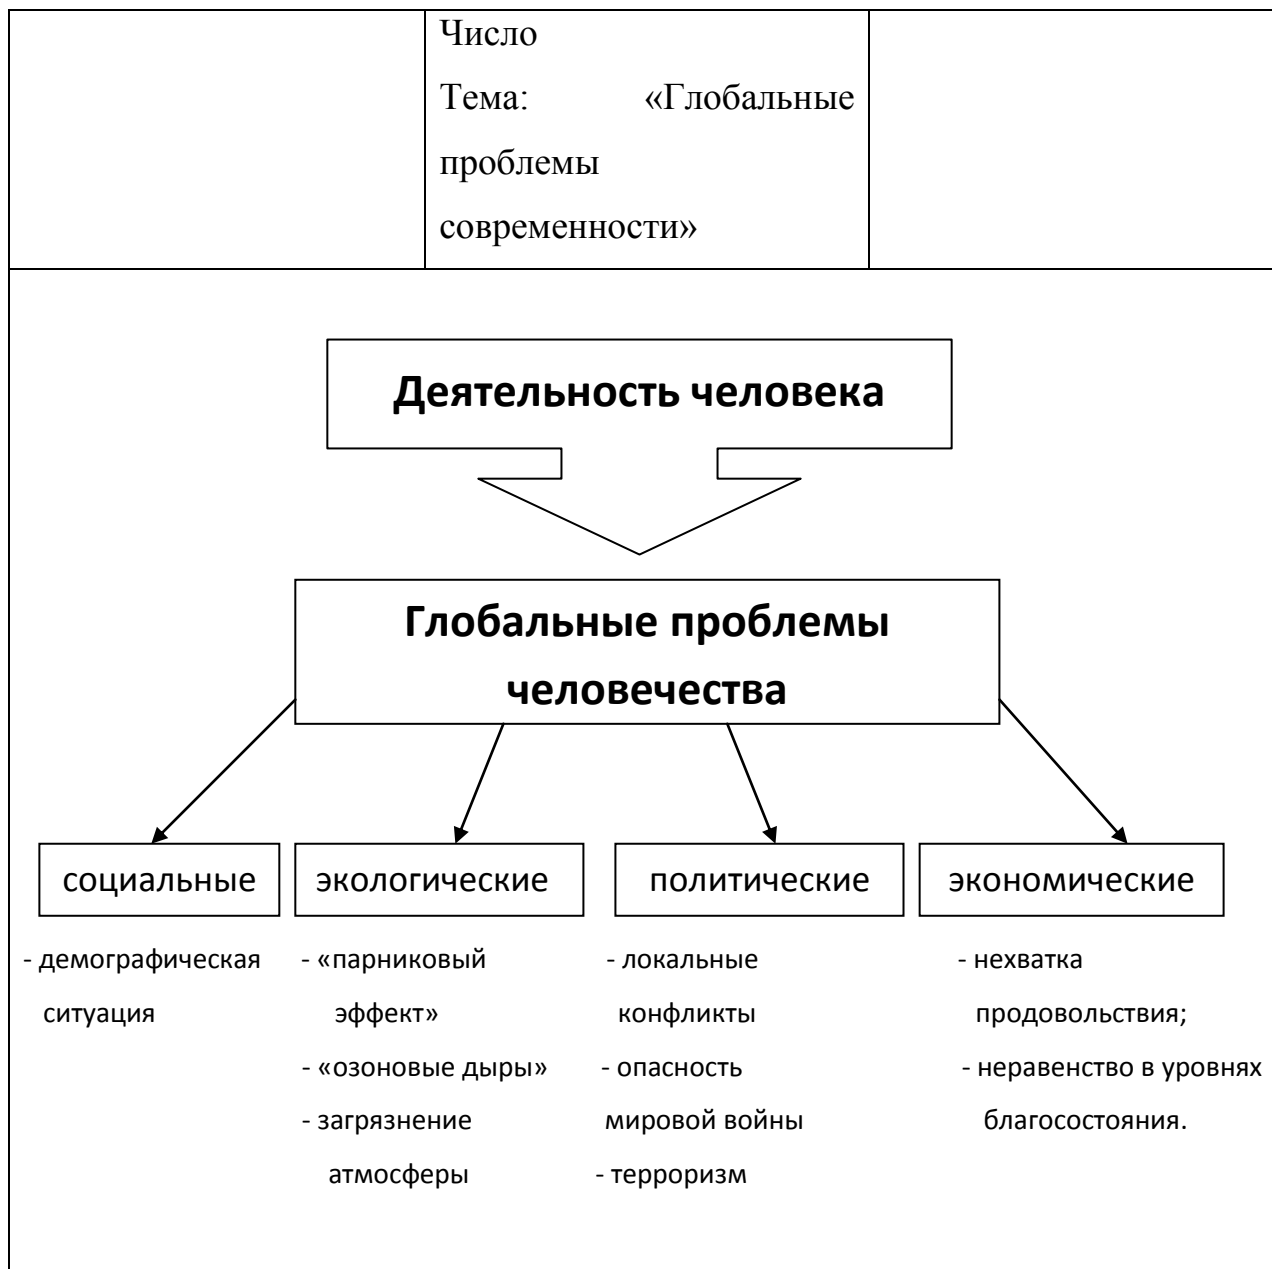 Число
Тема: «Глобальные
проблемы
современности»
Деятельность человека
Глобальные проблемы
человечества
социальные
- демографическая
ситуация
экологические
- «парниковый
эффект»
- «озоновые дыры»
- загрязнение
атмосферы
политические
- локальные
конфликты
- опасность
мировой войны
- терроризм
экономические
- нехватка
продовольствия;
- неравенство в уровнях
благосостояния.